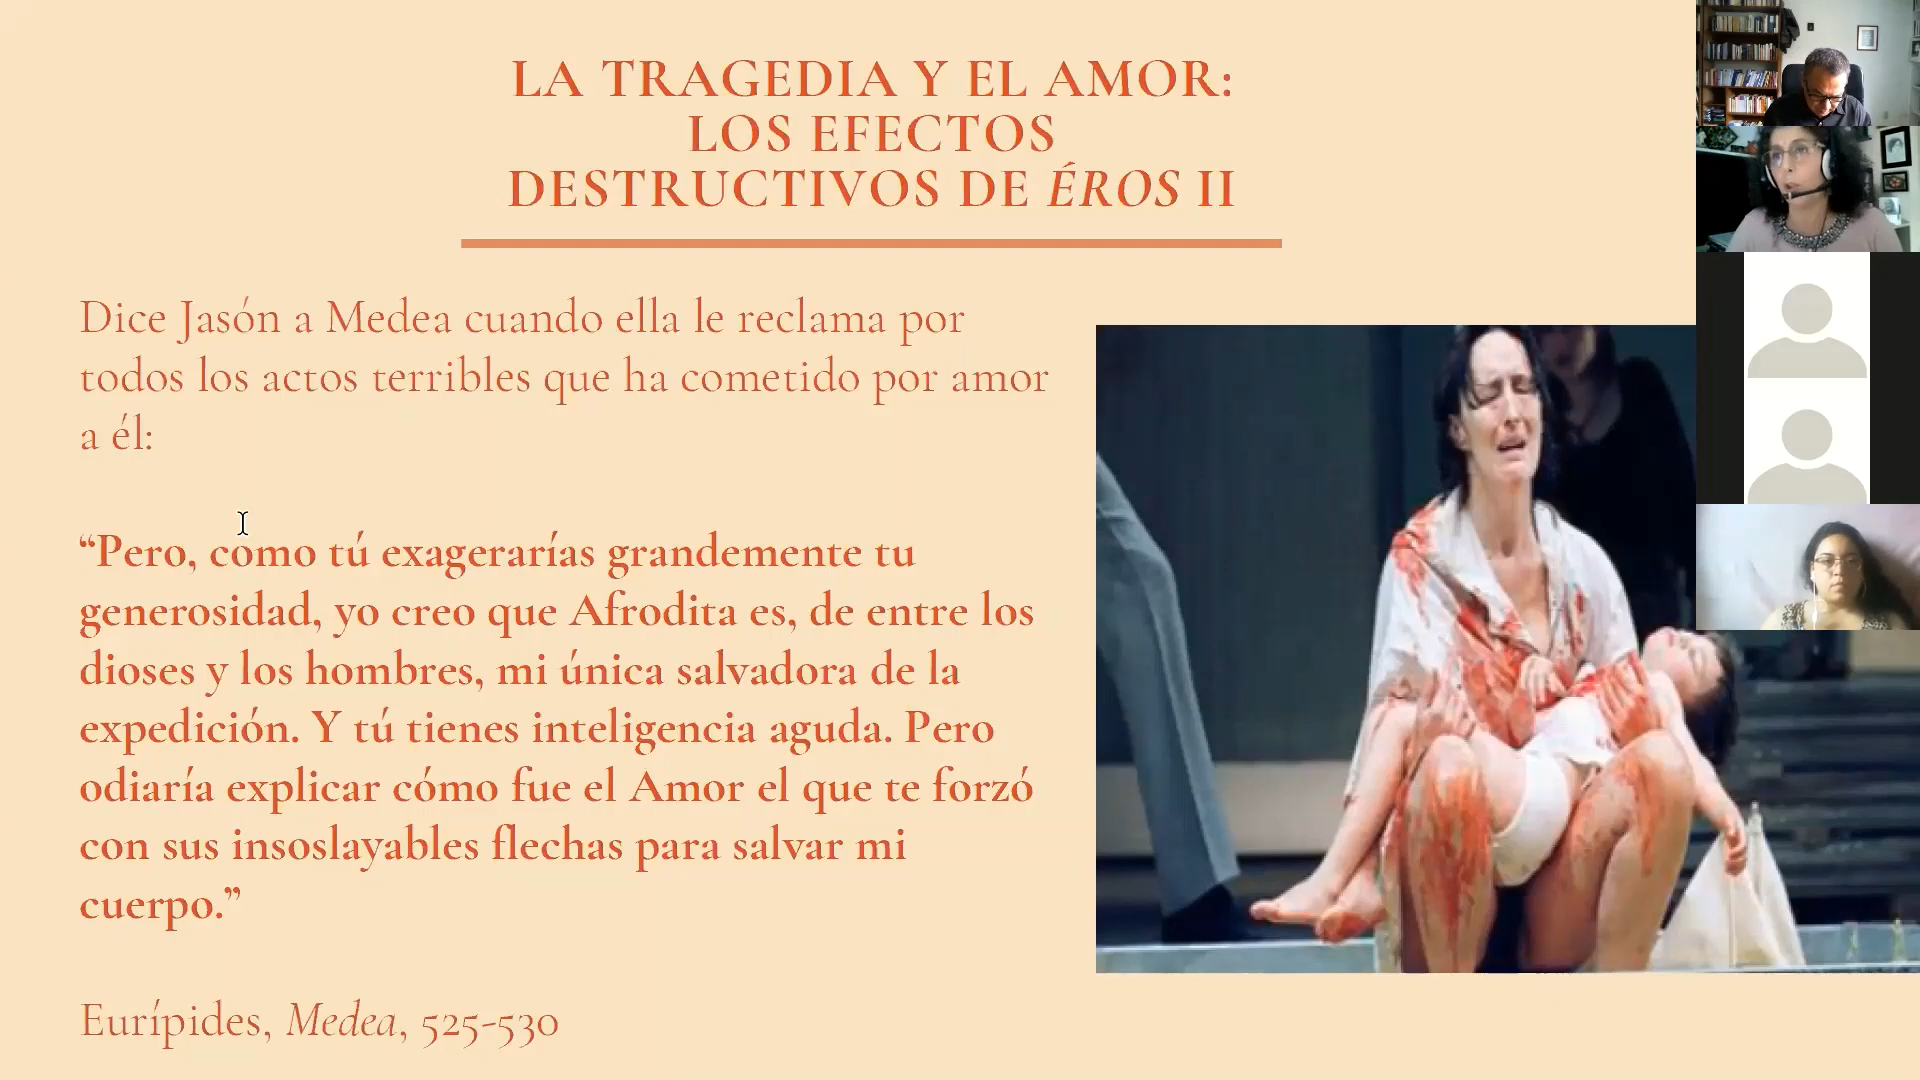 LA TRAGEDIA Y EL AMOR:
LOS EFECTOS
DESTRUCTIVOS DE ÉROS II
Dice Jasón a Medea cuando ella le reclama por
todos los actos terribles que ha cometido por amor
a él:
“Pero, como tú exagerarías grandemente tu
generosidad, yo creo que Afrodita es, de entre los
dioses y los hombres, mi única salvadora de la
expedición. Y tú tienes inteligencia aguda. Pero
odiaría explicar cómo fue el Amor el que te forzó
con sus insoslayables flechas para salvar mi
cuerpo.”
Eurípides, Medea, 525-530